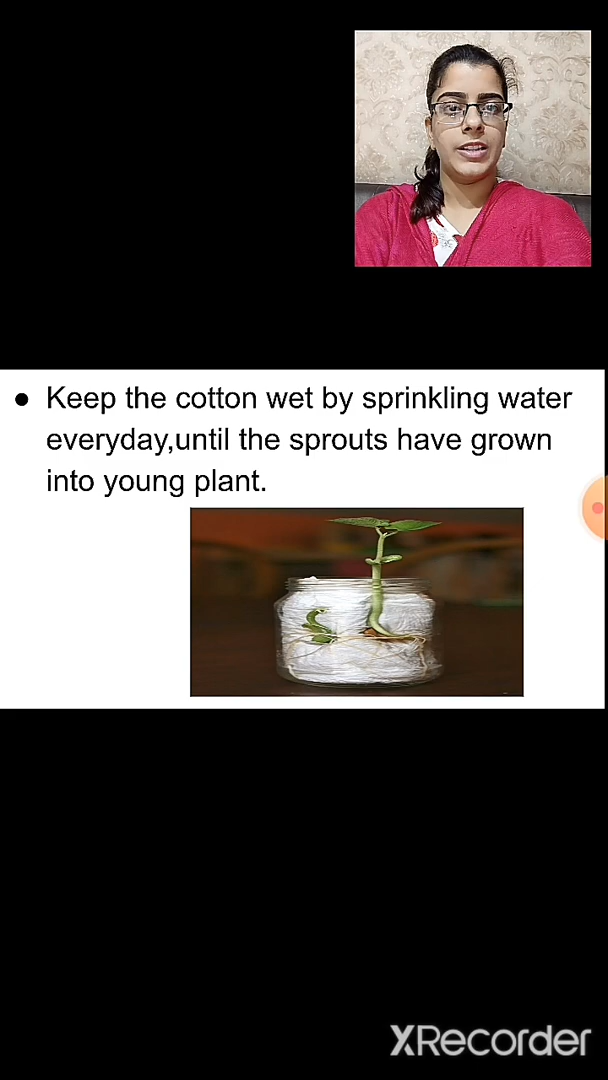 ● Keep the cotton wet by sprinkling water
everyday,until the sprouts have grown
into young plant.
XRecorder